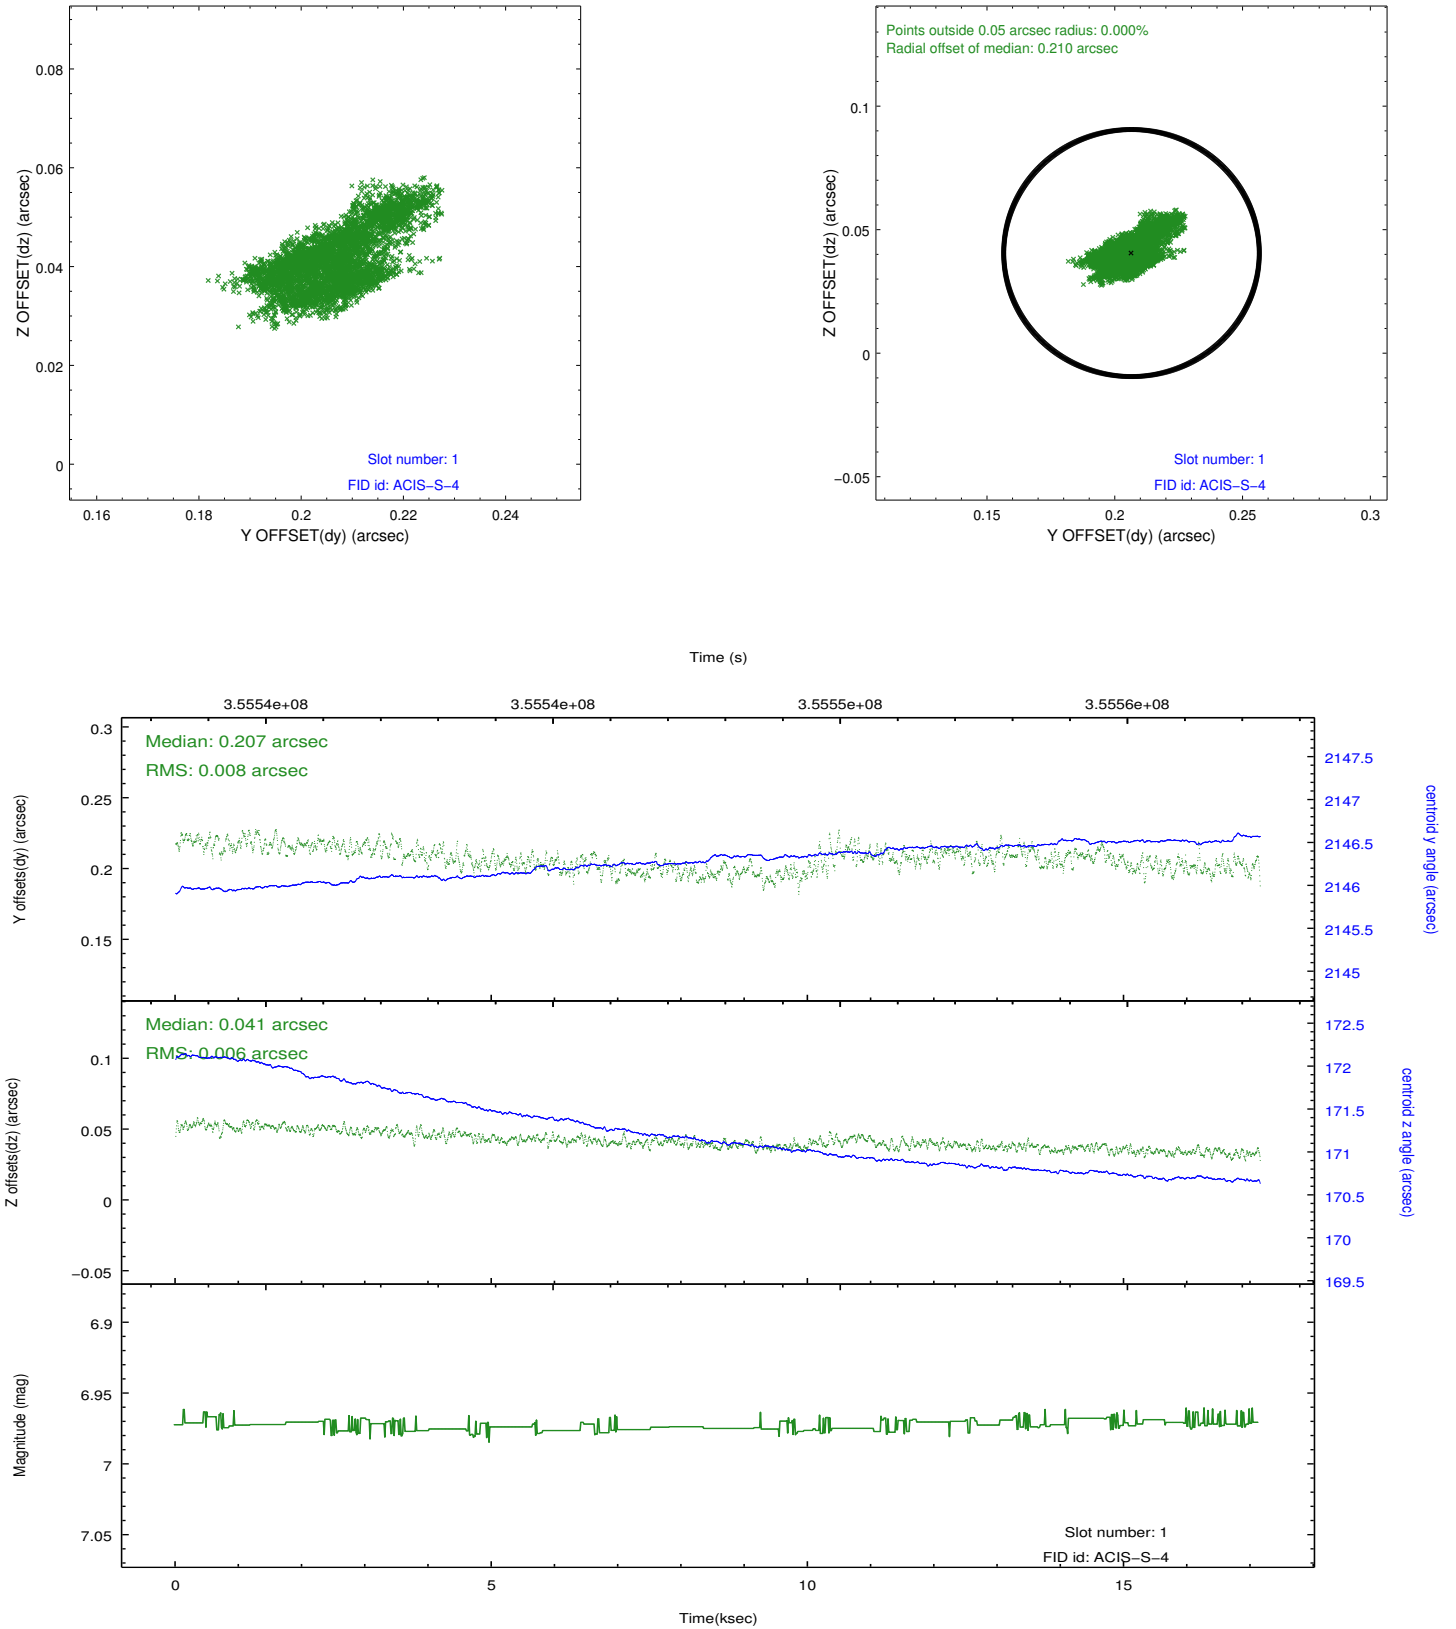 0.08
0.06
0.04
0.02
0
Z OFFSET(dz) (arcsec)
Slot number: 1
FID id: ACIS−S−4
0.16 0.18 0.2 0.22 0.24
Y OFFSET(dy) (arcsec)
Points outside 0.05 arcsec radius: 0.000%
Radial offset of median: 0.210 arcsec
0.1
0.05
0
−0.05
Z OFFSET(dz) (arcsec)
Slot number: 1
FID id: ACIS−S−4
0.15 0.2 0.25 0.3
Y OFFSET(dy) (arcsec)
Time (s)
3.5554e+08 3.5554e+08 3.5555e+08 3.5556e+08
Median: 0.207 arcsec
RMS: 0.008 arcsec
0.3
0.25
0.2
0.15
Y offsets(dy) (arcsec)
2147.5
2147
2146.5
2146
2145.5
2145
centroid y angle (arcsec)
Median: 0.041 arcsec
RMS: 0.006 arcsec
0.1
0.05
0
−0.05
Z offsets(dz) (arcsec)
172.5
172
171.5
171
170.5
170
169.5
centroid z angle (arcsec)
6.9
6.95
7
7.05
Magnitude (mag)
Slot number: 1
FID id: ACIS−S−4
0 5 10 15
Time(ksec)